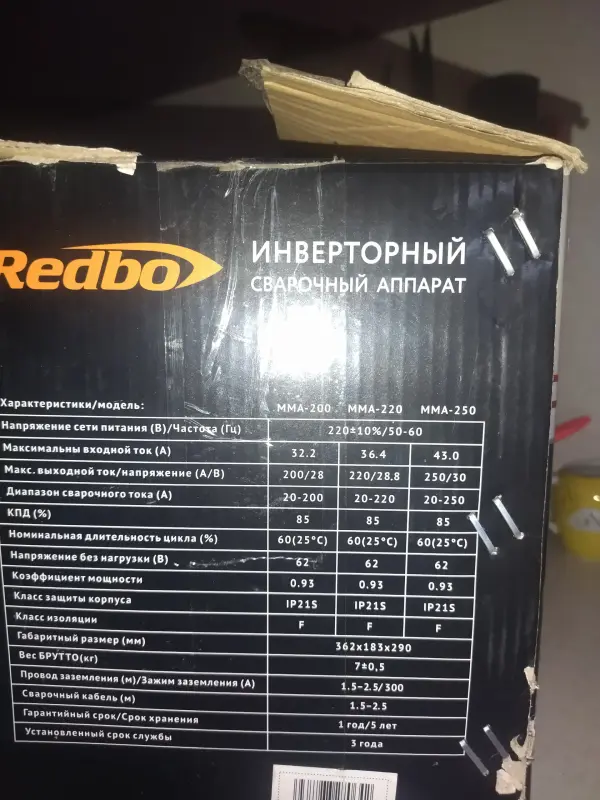 Redbo
ИНВЕРТОРНЫЙ
СВАРОЧНЫЙ АППАРАТ
Характеристики/модель: ММА-200 ММА-220 ММА-250
Напряжение сети питания (В)/Частота (Гц) 220±10%/50-60
Максимальны входной ток (А) 32.2 36.4 43.0
Макс. выходной ток/напряжение (А/В) 200/28 220/28.8 250/30
Диапазон сварочного тока (А) 20-200 20-220 20-250
КПД (%) 85 85 85
Номинальная длительность цикла (%) 60(25°С) 60(25°С) 60(25°С)
Напряжение без нагрузки (В) 62 62 62
Коэффициент мощности 0.93 0.93 0.93
Класс защиты корпуса IP21S IP21S IP21S
Класс изоляции F F F
Габаритный размер (мм) 362х183х290
Вес БРУТТО(кг) 7±0,5
Провод заземления (м)/Зажим заземления (А) 1.5-2.5/300
Сварочный кабель (м) 1.5-2.5
Гарантийный срок/Срок хранения 1 год/5 лет
Установленный срок службы 3 года